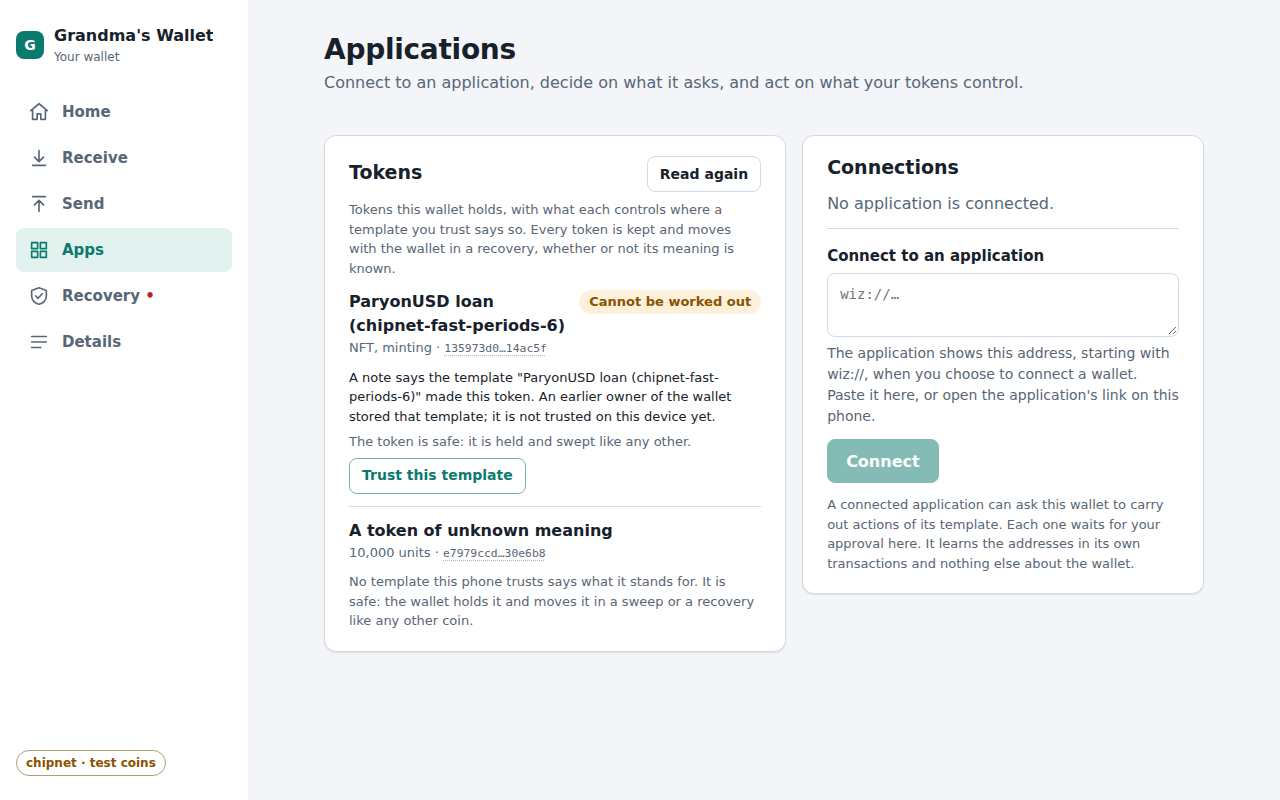 G
Grandma's Wallet
Your wallet
Home
Receive
Send
Apps
Recovery •
Details
chipnet · test coins
Applications
Connect to an application, decide on what it asks, and act on what your tokens control.
Tokens
Read again
Tokens this wallet holds, with what each controls where a
template you trust says so. Every token is kept and moves
with the wallet in a recovery, whether or not its meaning is
known.
ParyonUSD loan
(chipnet-fast-periods-6)
Cannot be worked out
NFT, minting · 135973d0…14ac5f
A note says the template "ParyonUSD loan (chipnet-fast-
periods-6)" made this token. An earlier owner of the wallet
stored that template; it is not trusted on this device yet.
The token is safe: it is held and swept like any other.
Trust this template
A token of unknown meaning
10,000 units · e7979ccd…30e6b8
No template this phone trusts says what it stands for. It is
safe: the wallet holds it and moves it in a sweep or a recovery
like any other coin.
Connections
No application is connected.
Connect to an application
wiz://…
The application shows this address, starting with
wiz://, when you choose to connect a wallet.
Paste it here, or open the application's link on this
phone.
Connect
A connected application can ask this wallet to carry
out actions of its template. Each one waits for your
approval here. It learns the addresses in its own
transactions and nothing else about the wallet.